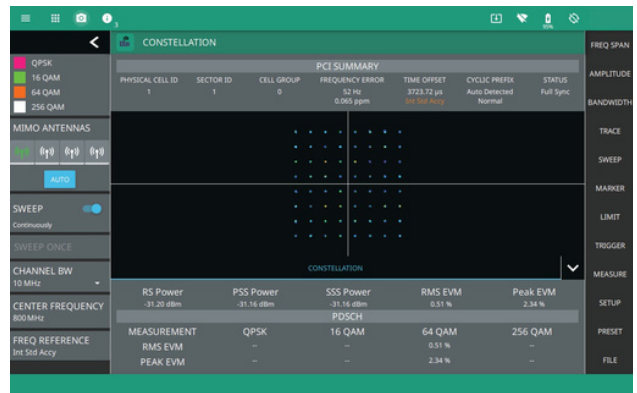 3
95%
CONSTELLATION
QPSK
16 QAM
64 QAM
256 QAM
MIMO ANTENNAS
AUTO
SWEEP
Continuously
SWEEP ONCE
CHANNEL BW
10 MHz
CENTER FREQUENCY
800 MHz
FREQ REFERENCE
Int Std Accy
PCI SUMMARY
PHYSICAL CELL ID SECTOR ID CELL GROUP FREQUENCY ERROR TIME OFFSET CYCLIC PREFIX STATUS
1 1 0 52 Hz 3723.72 µs Auto Detected Full Sync
0.065 ppm Int Std Accy Normal
CONSTELLATION
RS Power PSS Power SSS Power RMS EVM Peak EVM
-31.20 dBm -31.16 dBm -31.16 dBm 0.51 % 2.34 %
PDSCH
MEASUREMENT QPSK 16 QAM 64 QAM 256 QAM
RMS EVM -- -- 0.51 % --
PEAK EVM -- -- 2.34 % --
FREQ SPAN
AMPLITUDE
BANDWIDTH
TRACE
SWEEP
MARKER
LIMIT
TRIGGER
MEASURE
SETUP
PRESET
FILE